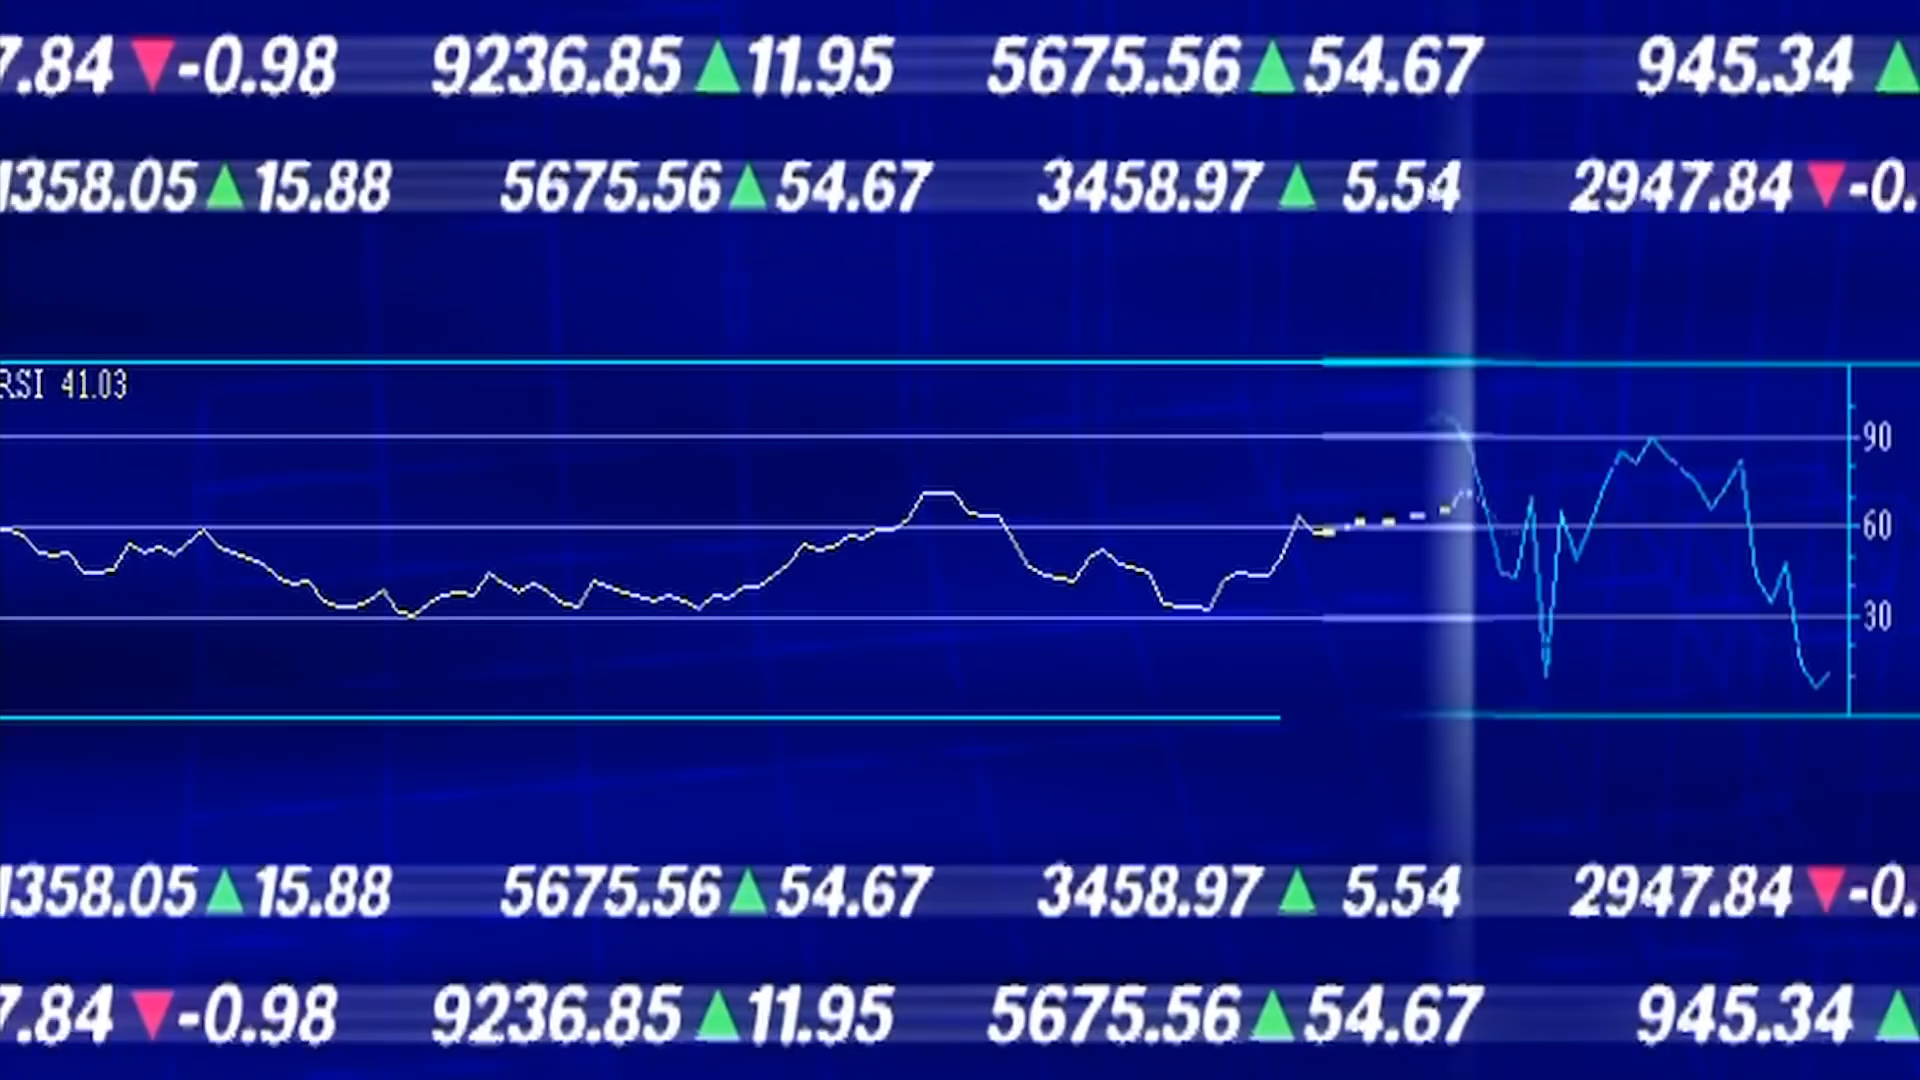 7.84 ▼-0.98 9236.85 ▲11.95 5675.56 ▲54.67 945.34 ▲
1358.05 ▲15.88 5675.56 ▲54.67 3458.97 ▲ 5.54 2947.84 ▼-0.
RSI 41.03
90
60
30
1358.05 ▲15.88 5675.56 ▲54.67 3458.97 ▲ 5.54 2947.84 ▼-0.
7.84 ▼-0.98 9236.85 ▲11.95 5675.56 ▲54.67 945.34 ▲